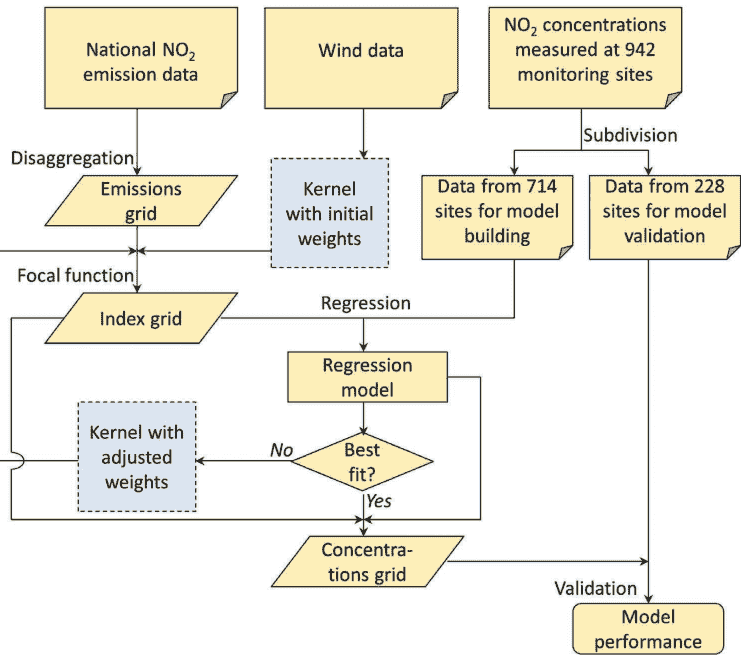 National NO₂
emission data
Wind data
NO₂ concentrations
measured at 942
monitoring sites
Subdivision
Disaggregation
Emissions
grid
Kernel
with initial
weights
Data from 714
sites for model
building
Data from 228
sites for model
validation
Focal function
Index grid
Regression
Regression
model
Kernel with
adjusted
weights
No
Best
fit?
Yes
Concentra-
tions grid
Validation
Model
performance